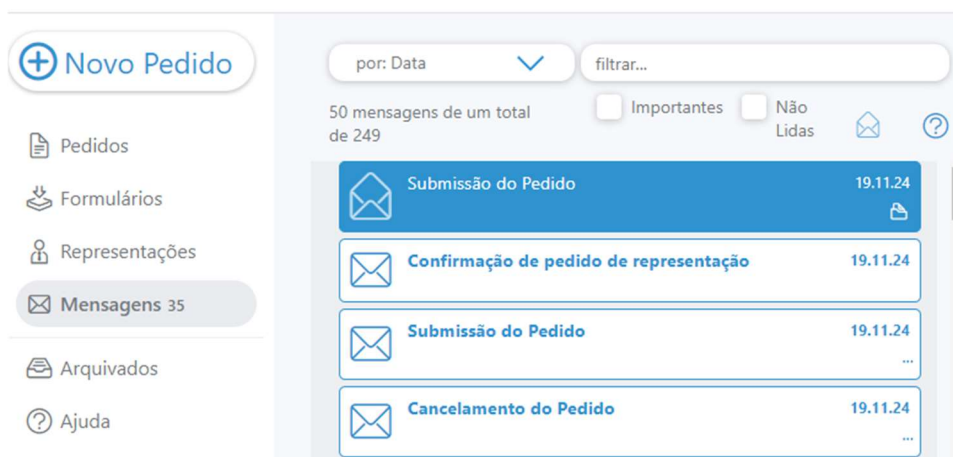 Novo Pedido
Pedidos
Formulários
Representações
Mensagens 35
Arquivados
Ajuda
por: Data
filtrar...
50 mensagens de um total
de 249
Importantes
Não
Lidas
Submissão do Pedido
19.11.24
Confirmação de pedido de representação
19.11.24
Submissão do Pedido
19.11.24
...
Cancelamento do Pedido
19.11.24
...